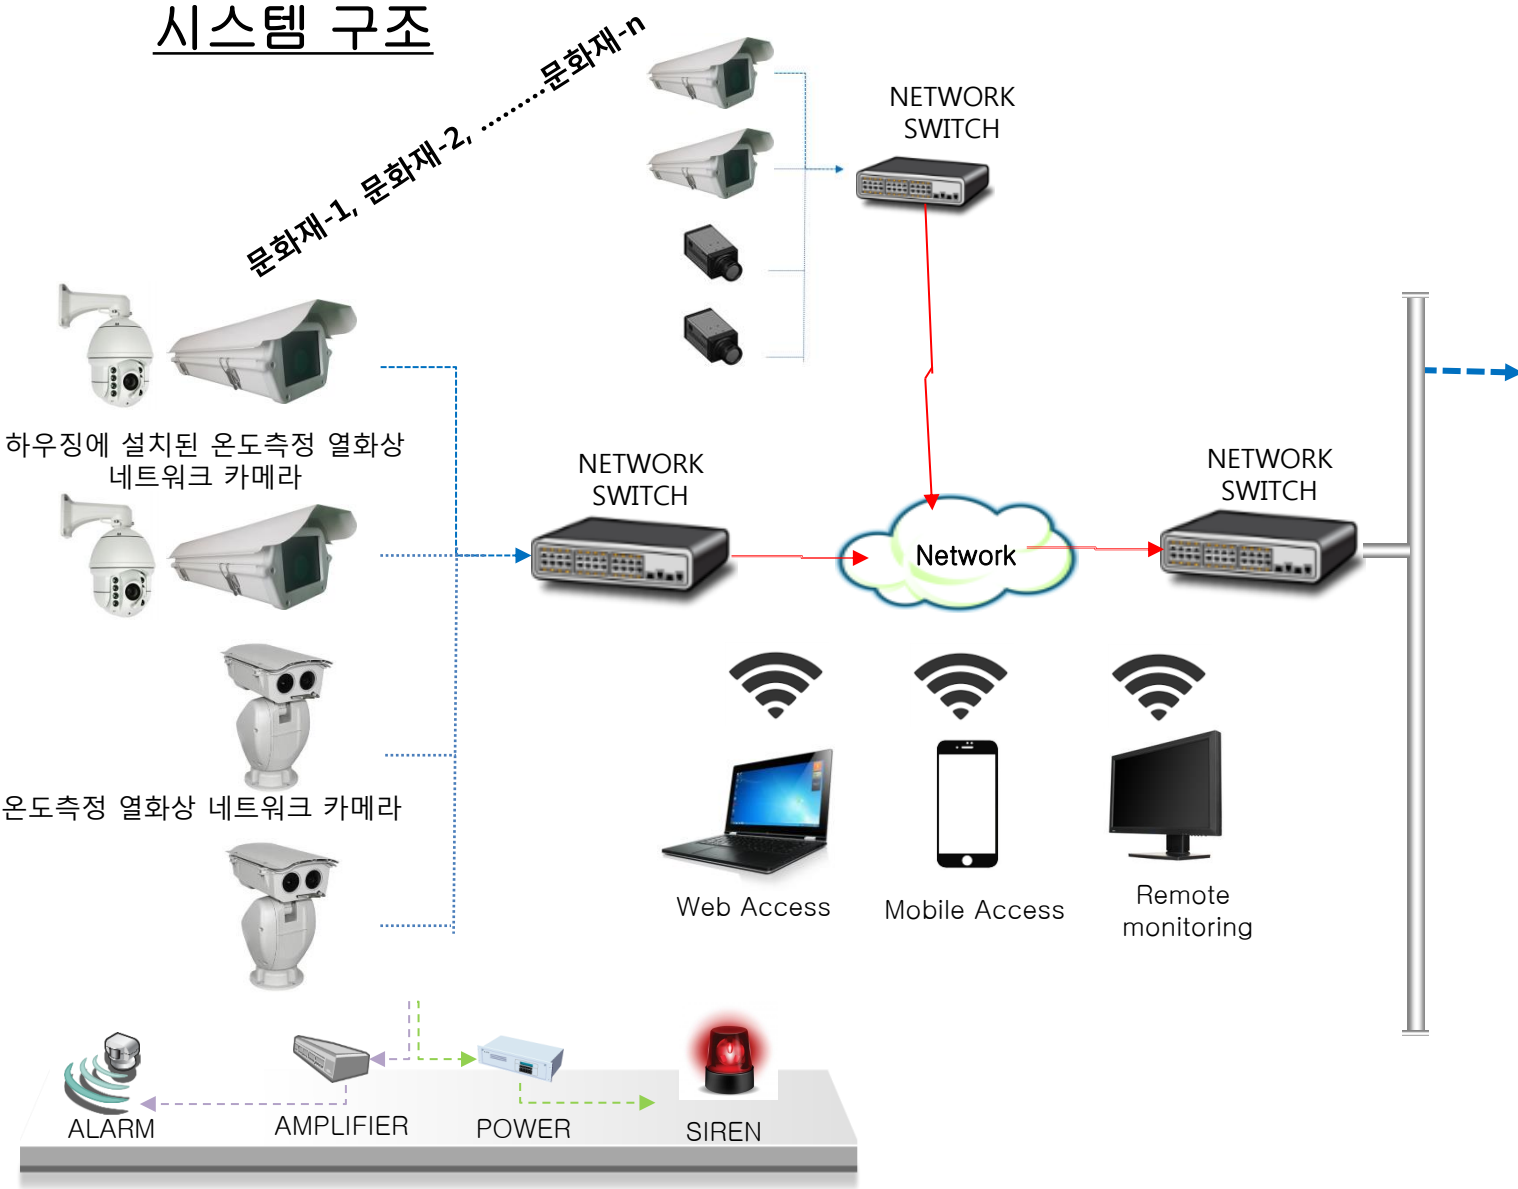 시스템 구조
문화재-1, 문화재-2, .........문화재-n
NETWORK
SWITCH
하우징에 설치된 온도측정 열화상
네트워크 카메라
NETWORK
SWITCH
NETWORK
SWITCH
Network
온도측정 열화상 네트워크 카메라
Web Access
Mobile Access
Remote
monitoring
ALARM
AMPLIFIER
POWER
SIREN